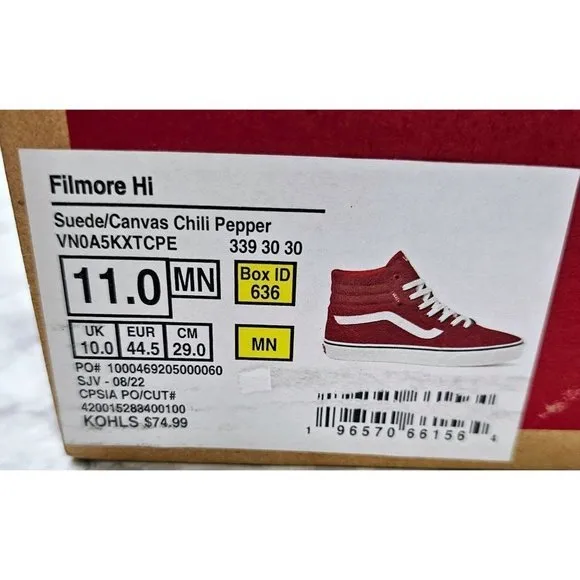 Filmore Hi
Suede/Canvas Chili Pepper
VN0A5KXTCPE 339 30 30
11.0 MN Box ID 636
UK 10.0 EUR 44.5 CM 29.0 MN
PO# 1000469205000060
SJV - 08/22
CPSIA PO/CUT#
420015283400100
KOHLS $74.99
1 96570 66156 4